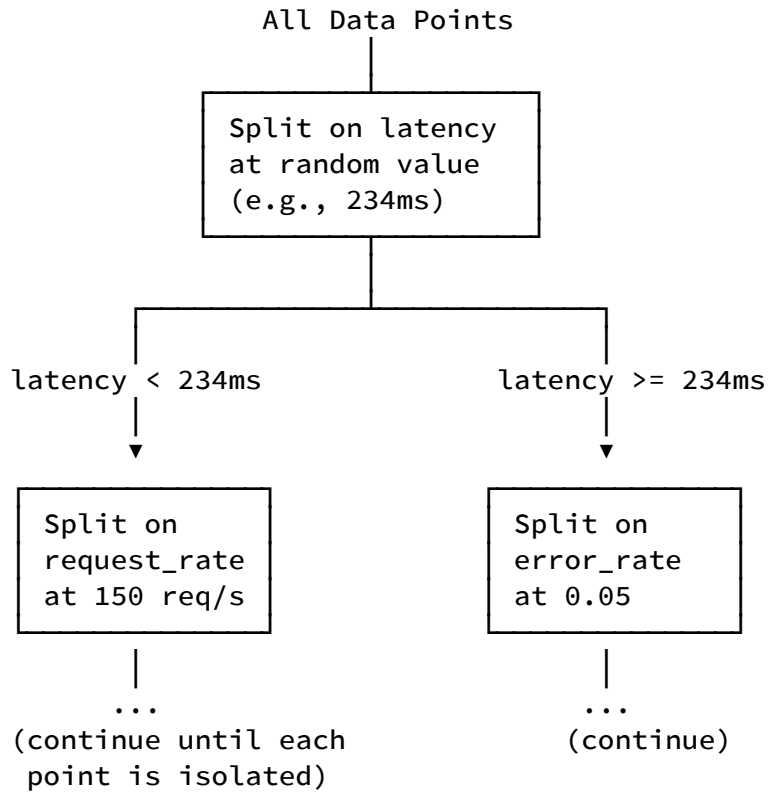 All Data Points
Split on latency
at random value
(e.g., 234ms)
latency < 234ms
latency >= 234ms
Split on
request_rate
at 150 req/s
Split on
error_rate
at 0.05
...
(continue until each
point is isolated)
...
(continue)